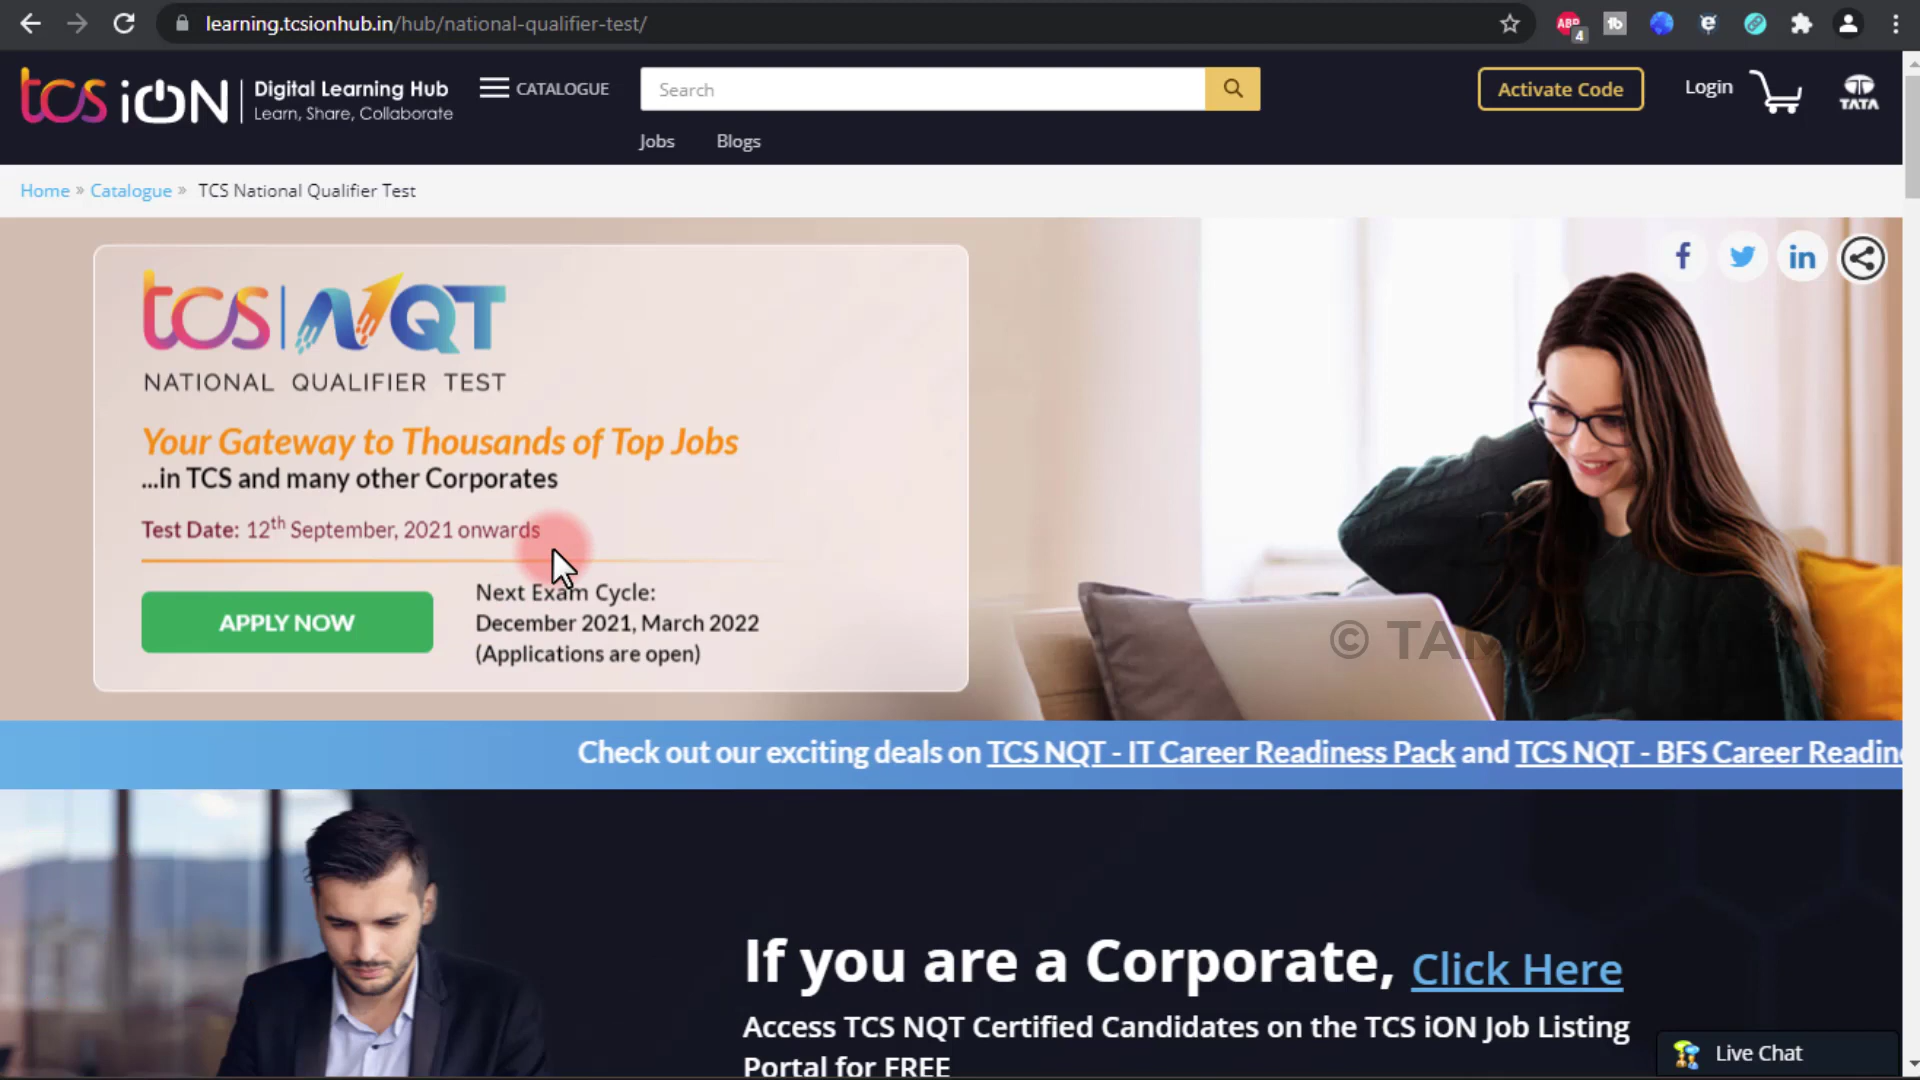 learning.tcsionhub.in/hub/national-qualifier-test/
ABP
4
tb
tcs iON
Digital Learning Hub
Learn, Share, Collaborate
CATALOGUE
Search
Activate Code
Login
TATA
Jobs
Blogs
Home » Catalogue » TCS National Qualifier Test
tcs | NQT
NATIONAL QUALIFIER TEST
Your Gateway to Thousands of Top Jobs
...in TCS and many other Corporates
Test Date: 12th September, 2021 onwards
APPLY NOW
Next Exam Cycle:
December 2021, March 2022
(Applications are open)
Check out our exciting deals on TCS NQT - IT Career Readiness Pack and TCS NQT - BFS Career Readin
If you are a Corporate, Click Here
Access TCS NQT Certified Candidates on the TCS iON Job Listing
Portal for FREE
Live Chat